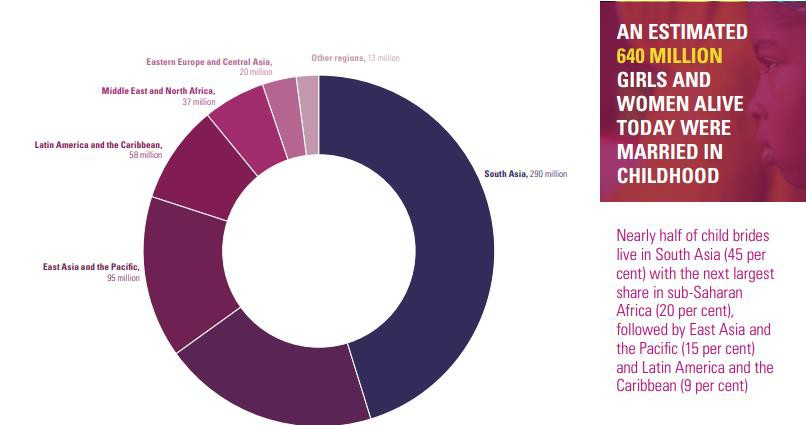 Other regions, 13 million
Eastern Europe and Central Asia,
20 million
Middle East and North Africa,
37 million
Latin America and the Caribbean,
58 million
South Asia, 290 million
East Asia and the Pacific,
95 million
AN ESTIMATED
640 MILLION
GIRLS AND
WOMEN ALIVE
TODAY WERE
MARRIED IN
CHILDHOOD
Nearly half of child brides
live in South Asia (45 per
cent) with the next largest
share in sub-Saharan
Africa (20 per cent),
followed by East Asia and
the Pacific (15 per cent)
and Latin America and the
Caribbean (9 per cent)